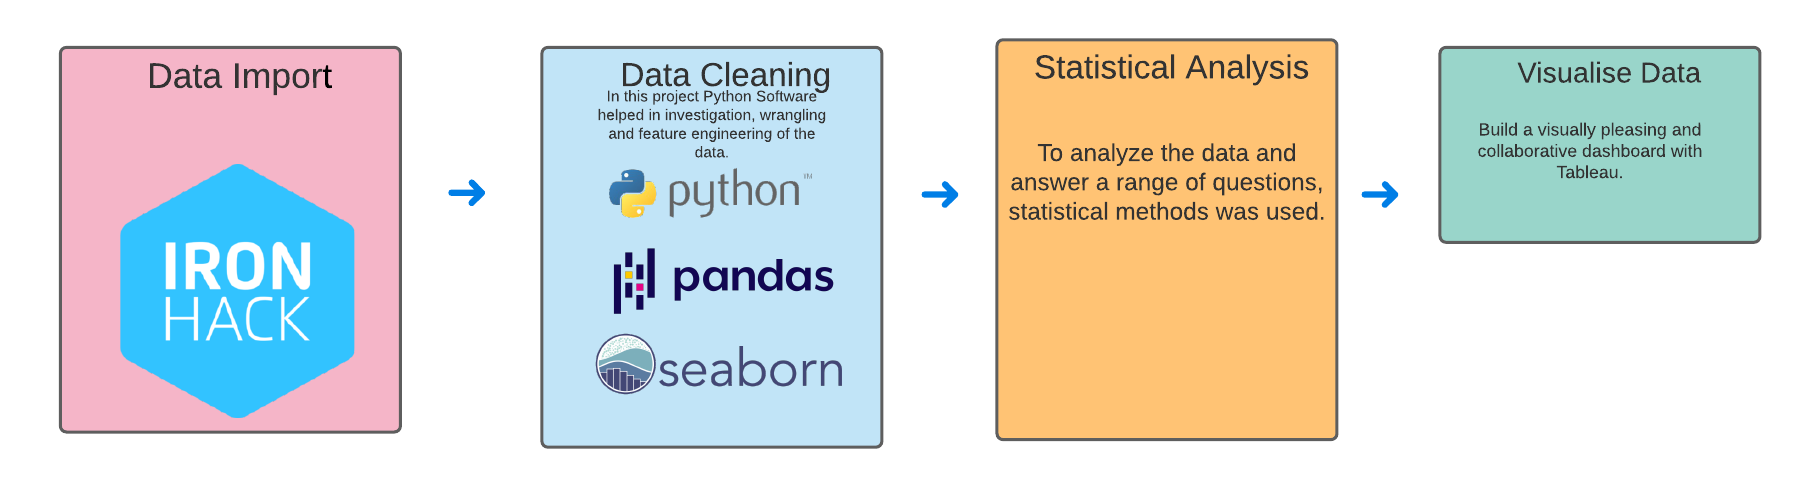 Data Import
IRON
HACK
Data Cleaning
In this project Python Software
helped in investigation, wrangling
and feature engineering of the
data.
python™
pandas
seaborn
Statistical Analysis
To analyze the data and
answer a range of questions,
statistical methods was used.
Visualise Data
Build a visually pleasing and
collaborative dashboard with
Tableau.